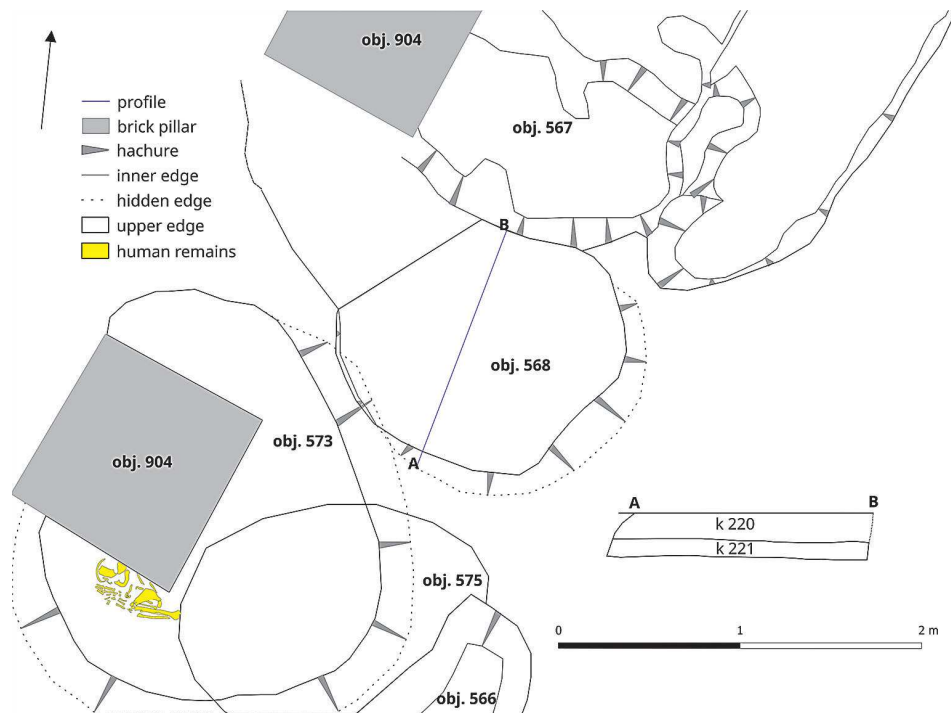 obj. 904
profile
brick pillar
hachure
inner edge
hidden edge
upper edge
human remains
obj. 567
B
obj. 568
obj. 573
A
obj. 904
A
B
k 220
k 221
obj. 575
0
1
2 m
obj. 566